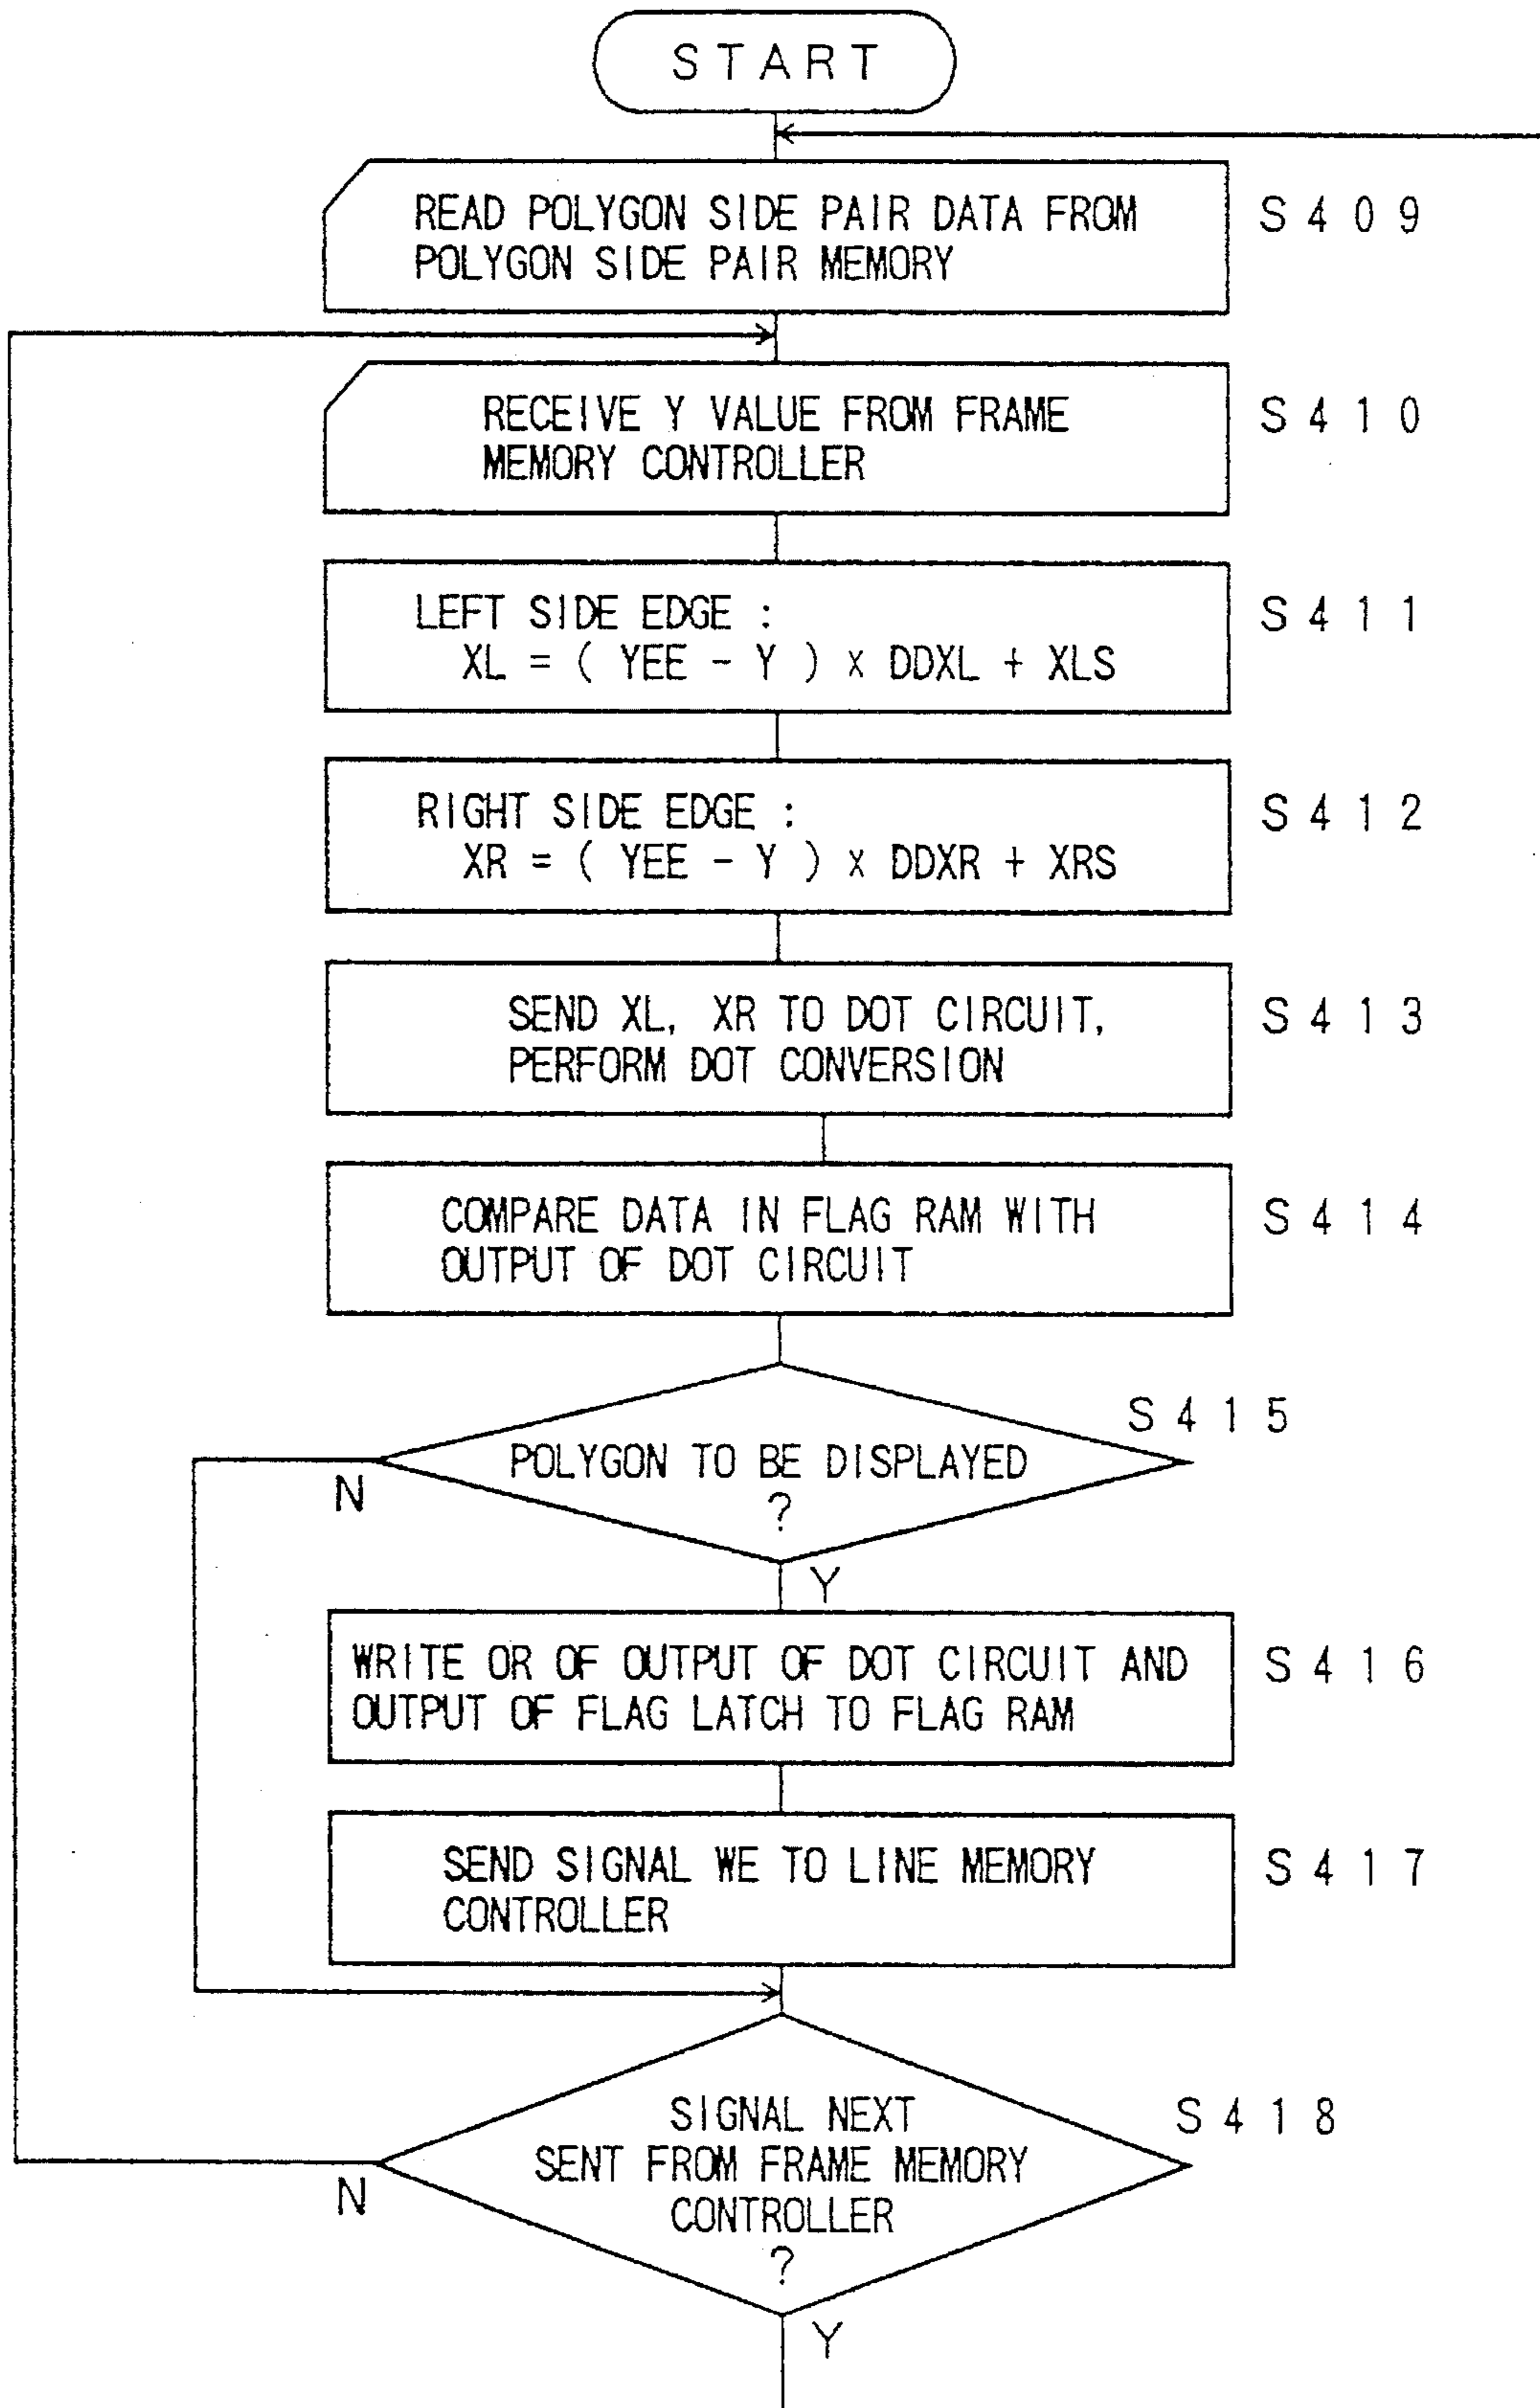 START
READ POLYGON SIDE PAIR DATA FROM
POLYGON SIDE PAIR MEMORY
S409
RECEIVE Y VALUE FROM FRAME
MEMORY CONTROLLER
S410
LEFT SIDE EDGE :
XL = ( YEE - Y ) x DDXL + XLS
S411
RIGHT SIDE EDGE :
XR = ( YEE - Y ) x DDXR + XRS
S412
SEND XL, XR TO DOT CIRCUIT,
PERFORM DOT CONVERSION
S413
COMPARE DATA IN FLAG RAM WITH
OUTPUT OF DOT CIRCUIT
S414
S415
POLYGON TO BE DISPLAYED
?
N
Y
WRITE OR OF OUTPUT OF DOT CIRCUIT AND
OUTPUT OF FLAG LATCH TO FLAG RAM
S416
SEND SIGNAL WE TO LINE MEMORY
CONTROLLER
S417
SIGNAL NEXT
SENT FROM FRAME MEMORY
CONTROLLER
?
S418
N
Y